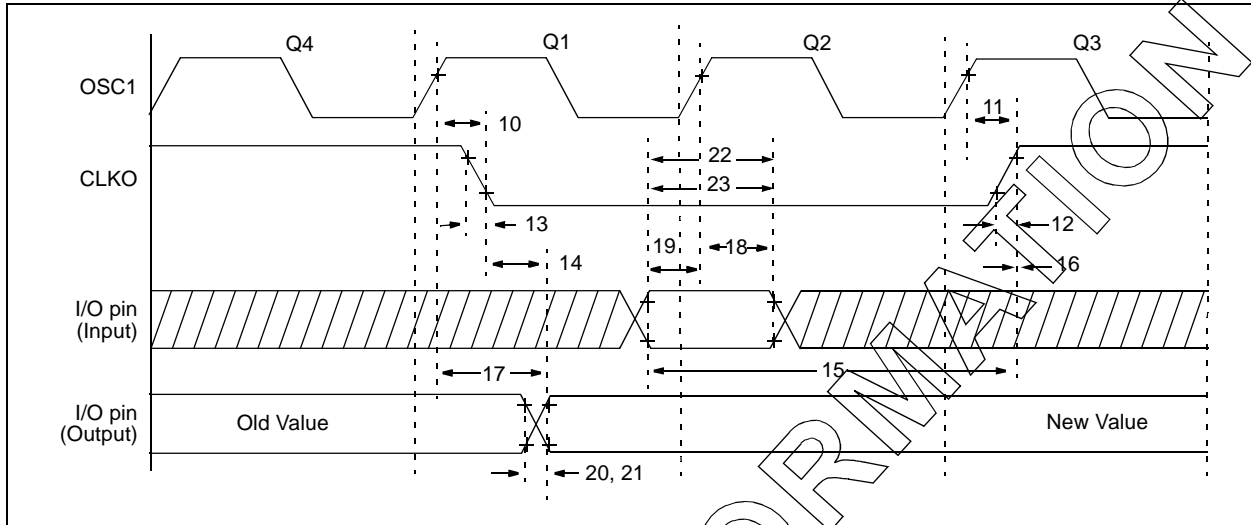 Q4 Q1 Q2 Q3
OSC1
10 11
22
CLKO
23
13 12
19 18
14 16
I/O pin
(Input)
17 15
I/O pin
(Output)
Old Value New Value
20, 21
ORMATION